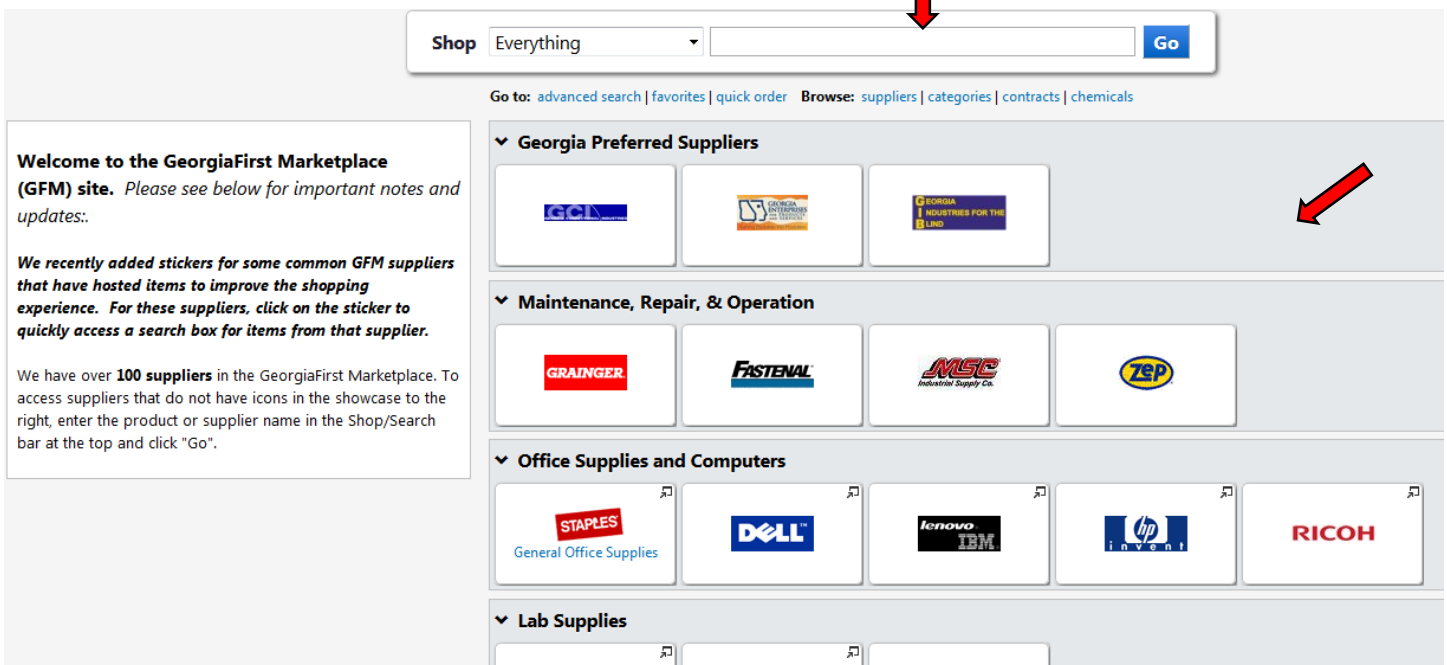 Shop Everything Go
Go to: advanced search | favorites | quick order Browse: suppliers | categories | contracts | chemicals
Welcome to the GeorgiaFirst Marketplace
(GFM) site. Please see below for important notes and
updates:.
We recently added stickers for some common GFM suppliers
that have hosted items to improve the shopping
experience. For these suppliers, click on the sticker to
quickly access a search box for items from that supplier.
We have over 100 suppliers in the GeorgiaFirst Marketplace. To
access suppliers that do not have icons in the showcase to the
right, enter the product or supplier name in the Shop/Search
bar at the top and click "Go".
Georgia Preferred Suppliers
GCI
GEORGIA
ENTERPRISES
FOR PRODUCTS
AND SERVICES
GEORGIA
INDUSTRIES FOR THE
BLIND
Maintenance, Repair, & Operation
GRAINGER
FASTENAL
MSC
Industrial Supply Co.
ZEP
Office Supplies and Computers
STAPLES
General Office Supplies
DELL™
lenovo
IBM
hp
invent
RICOH
Lab Supplies